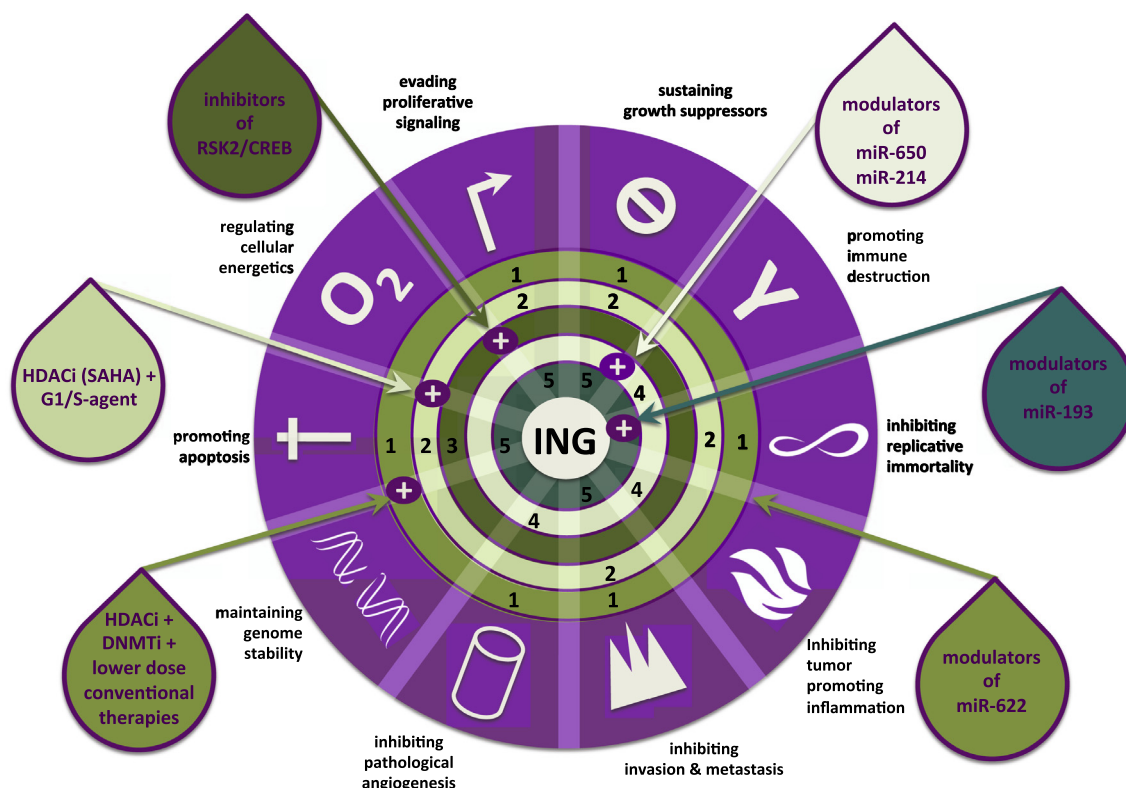 evading
proliferative
signaling
sustaining
growth suppressors
inhibitors
of
RSK2/CREB
modulators
of
miR-650
miR-214
regulating
cellular
energetics
promoting
immune
destruction
O2
Y
1
1
2
2
HDACi (SAHA) +
G1/S-agent
modulators
of
miR-193
+
+
+
+
5
5
4
promoting
apoptosis
1
2
3
5
ING
2
1
inhibiting
replicative
immortality
+
4
5
4
2
1
1
HDACi +
DNMTi +
lower dose
conventional
therapies
maintaining
genome
stability
Inhibiting
tumor
promoting
inflammation
modulators
of
miR-622
inhibiting
pathological
angiogenesis
inhibiting
invasion & metastasis